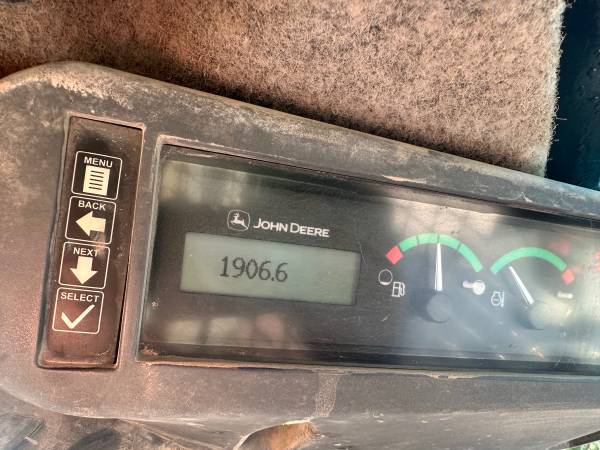 MENU
BACK
NEXT
SELECT
JOHN DEERE
1906.6